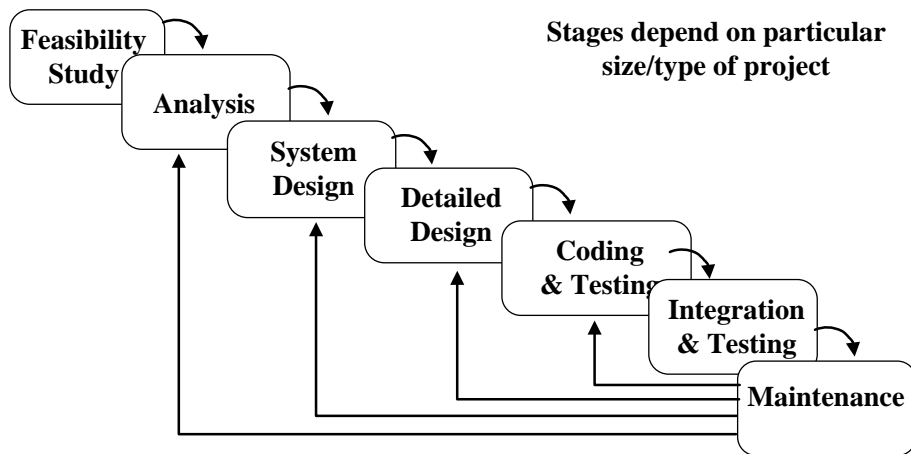 Feasibility
Study
Stages depend on particular
size/type of project
Analysis
System
Design
Detailed
Design
Coding
& Testing
Integration
& Testing
Maintenance